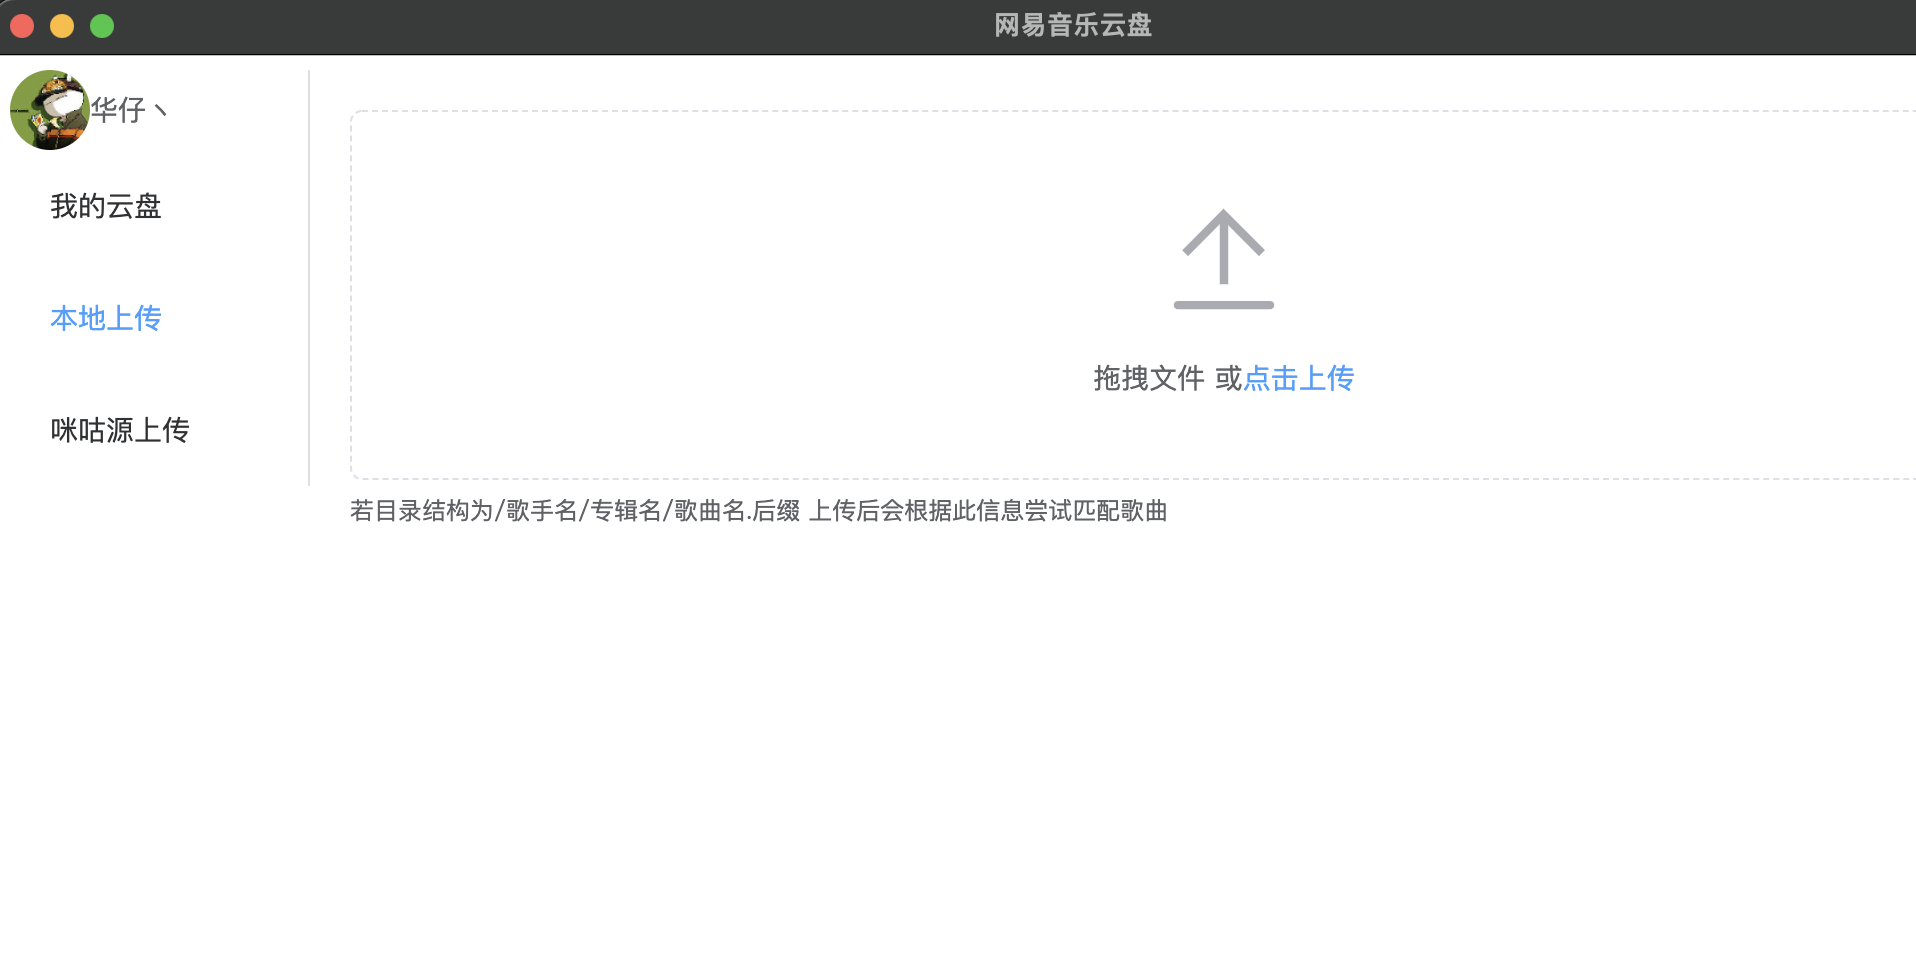 网易音乐云盘
华仔丶
我的云盘
本地上传
咪咕源上传
拖拽文件 或点击上传
若目录结构为/歌手名/专辑名/歌曲名.后缀 上传后会根据此信息尝试匹配歌曲